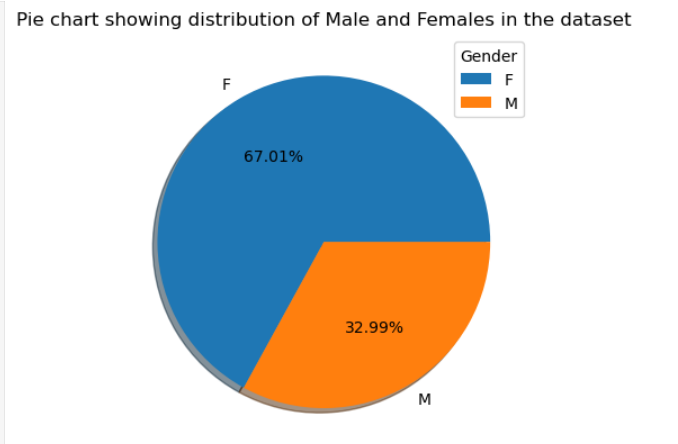 Pie chart showing distribution of Male and Females in the dataset
Gender
F
M
F
67.01%
32.99%
M